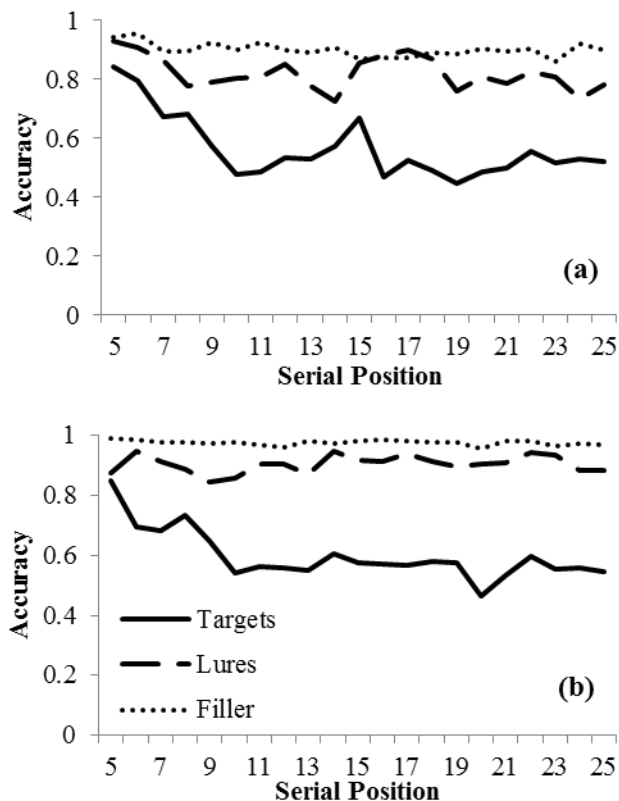 1
0.8
0.6
0.4
0.2
0
Accuracy
(a)
5 7 9 11 13 15 17 19 21 23 25
Serial Position
1
0.8
0.6
0.4
0.2
0
Accuracy
Targets
Lures
Filler
(b)
5 7 9 11 13 15 17 19 21 23 25
Serial Position